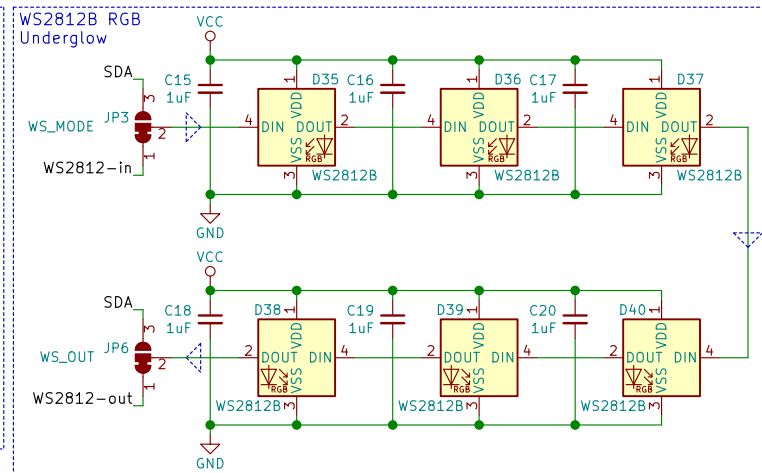 WS2812B RGB
Underglow
VCC
SDA
C15
1uF
1
VDD
D35
C16
1uF
1
VDD
D36
C17
1uF
1
VDD
D37
WS_MODE
JP3
3
2
1
4
DIN
DOUT
2
4
DIN
DOUT
2
4
DIN
DOUT
2
WS2812-in
VSS
RGB
3
WS2812B
VSS
RGB
3
WS2812B
VSS
RGB
3
WS2812B
GND
VCC
SDA
C18
1uF
D38
1
VDD
C19
1uF
D39
1
VDD
C20
1uF
D40
1
VDD
WS_OUT
JP6
3
2
1
2
DOUT
DIN
4
2
DOUT
DIN
4
2
DOUT
DIN
4
WS2812-out
RGB
VSS
WS2812B
3
RGB
VSS
WS2812B
3
RGB
VSS
WS2812B
3
GND